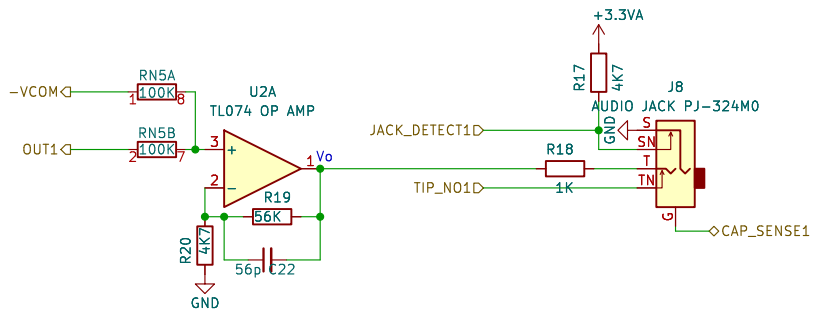 +3.3VA
RN5A
-VCOM
100K
1
8
U2A
TL074 OP AMP
R17
4K7
J8
AUDIO JACK PJ-324M0
RN5B
OUT1
100K
2
7
3
+
2
-
1
Vo
JACK_DETECT1
GND
S
SN
R18
1K
T
TN
TIP_NO1
G
CAP_SENSE1
R19
56K
R20
4K7
56p
C22
GND